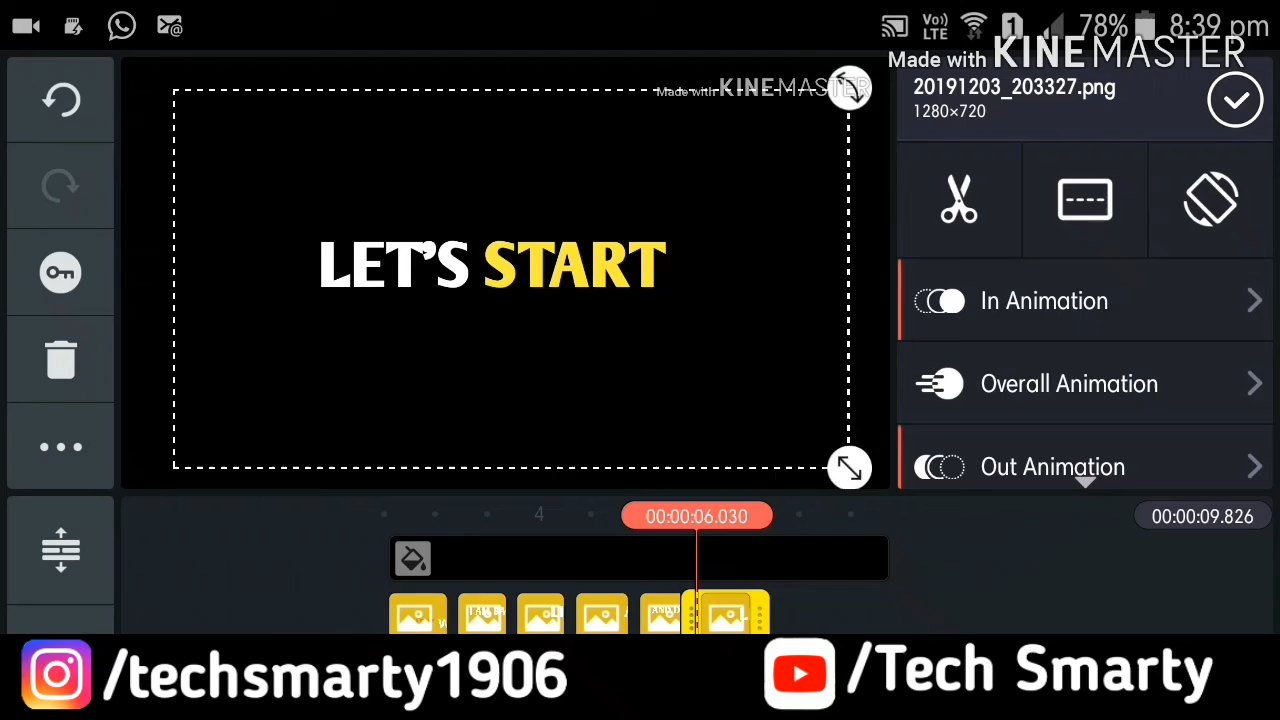 Vo))
LTE
1
78%
8:39 pm
Made with KINEMASTER
Made with KINEMASTER
20191203_203327.png
1280×720
LET'S START
In Animation
Overall Animation
Out Animation
4
00:00:06.030
00:00:09.826
/techsmarty1906
/Tech Smarty